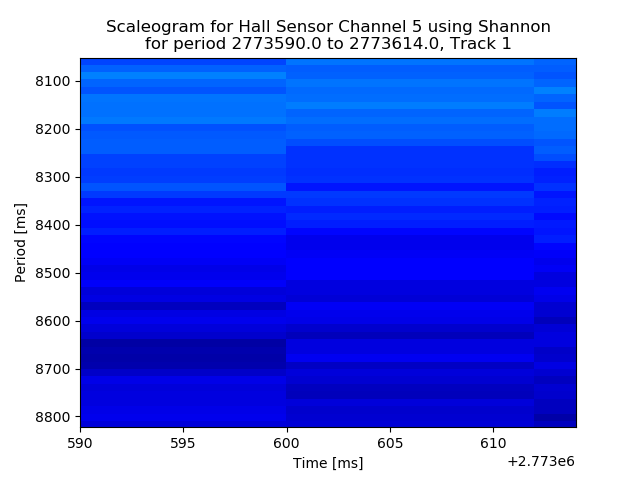 Scaleogram for Hall Sensor Channel 5 using Shannon
for period 2773590.0 to 2773614.0, Track 1
8100
8200
8300
8400
8500
8600
8700
8800
Period [ms]
590 595 600 605 610
Time [ms]
+2.773e6